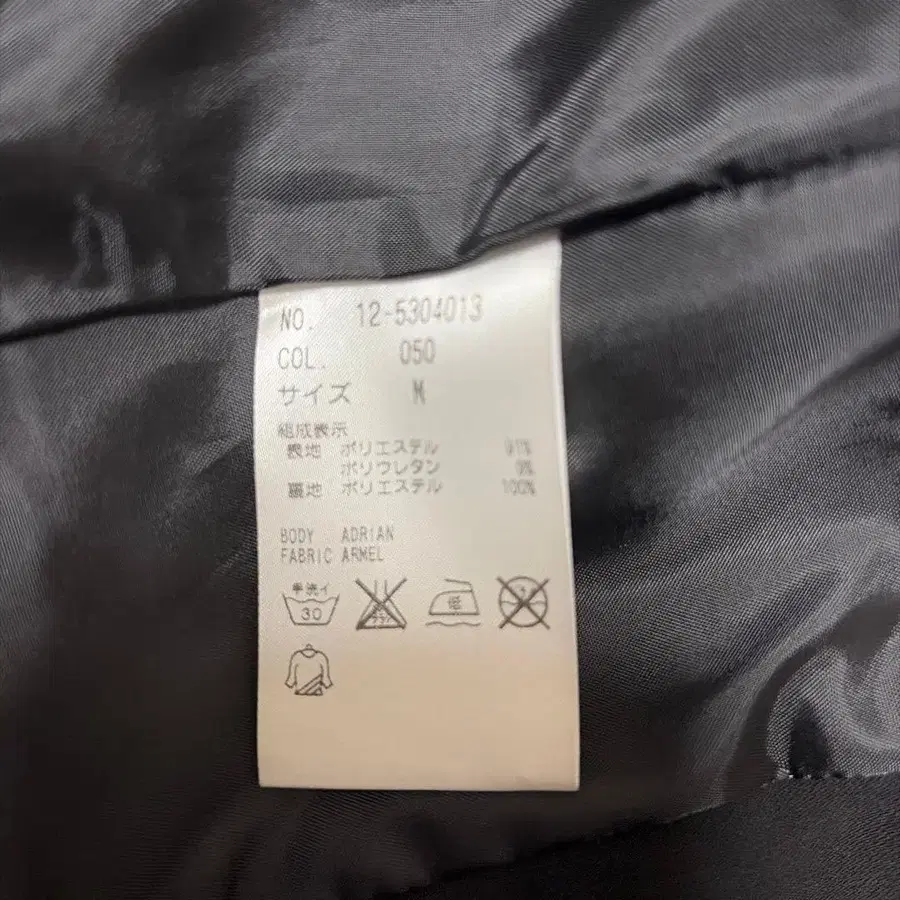 NO. 12-5304013
COL. 050
サイズ M
組成表示
表地 ポリエステル 91%
ポリウレタン 9%
裏地 ポリエステル 100%
BODY ADRIAN
FABRIC ARMEL
手洗イ
30
低